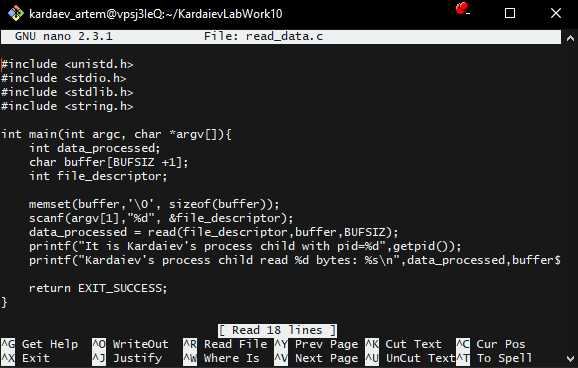 kardaev_artem@vpsj3leQ:~/KardaievLabWork10
GNU nano 2.3.1 File: read_data.c
#include <unistd.h>
#include <stdio.h>
#include <stdlib.h>
#include <string.h>
int main(int argc, char *argv[]){
    int data_processed;
    char buffer[BUFSIZ +1];
    int file_descriptor;
    memset(buffer,'\0', sizeof(buffer));
    scanf(argv[1],"%d", &file_descriptor);
    data_processed = read(file_descriptor,buffer,BUFSIZ);
    printf("It is Kardaiev's process child with pid=%d",getpid());
    printf("Kardaiev's process child read %d bytes: %s\n",data_processed,buffer$
    return EXIT_SUCCESS;
}
[ Read 18 lines ]
^G Get Help ^O WriteOut ^R Read File ^Y Prev Page ^K Cut Text ^C Cur Pos
^X Exit ^J Justify ^W Where Is ^V Next Page ^U UnCut Text ^T To Spell